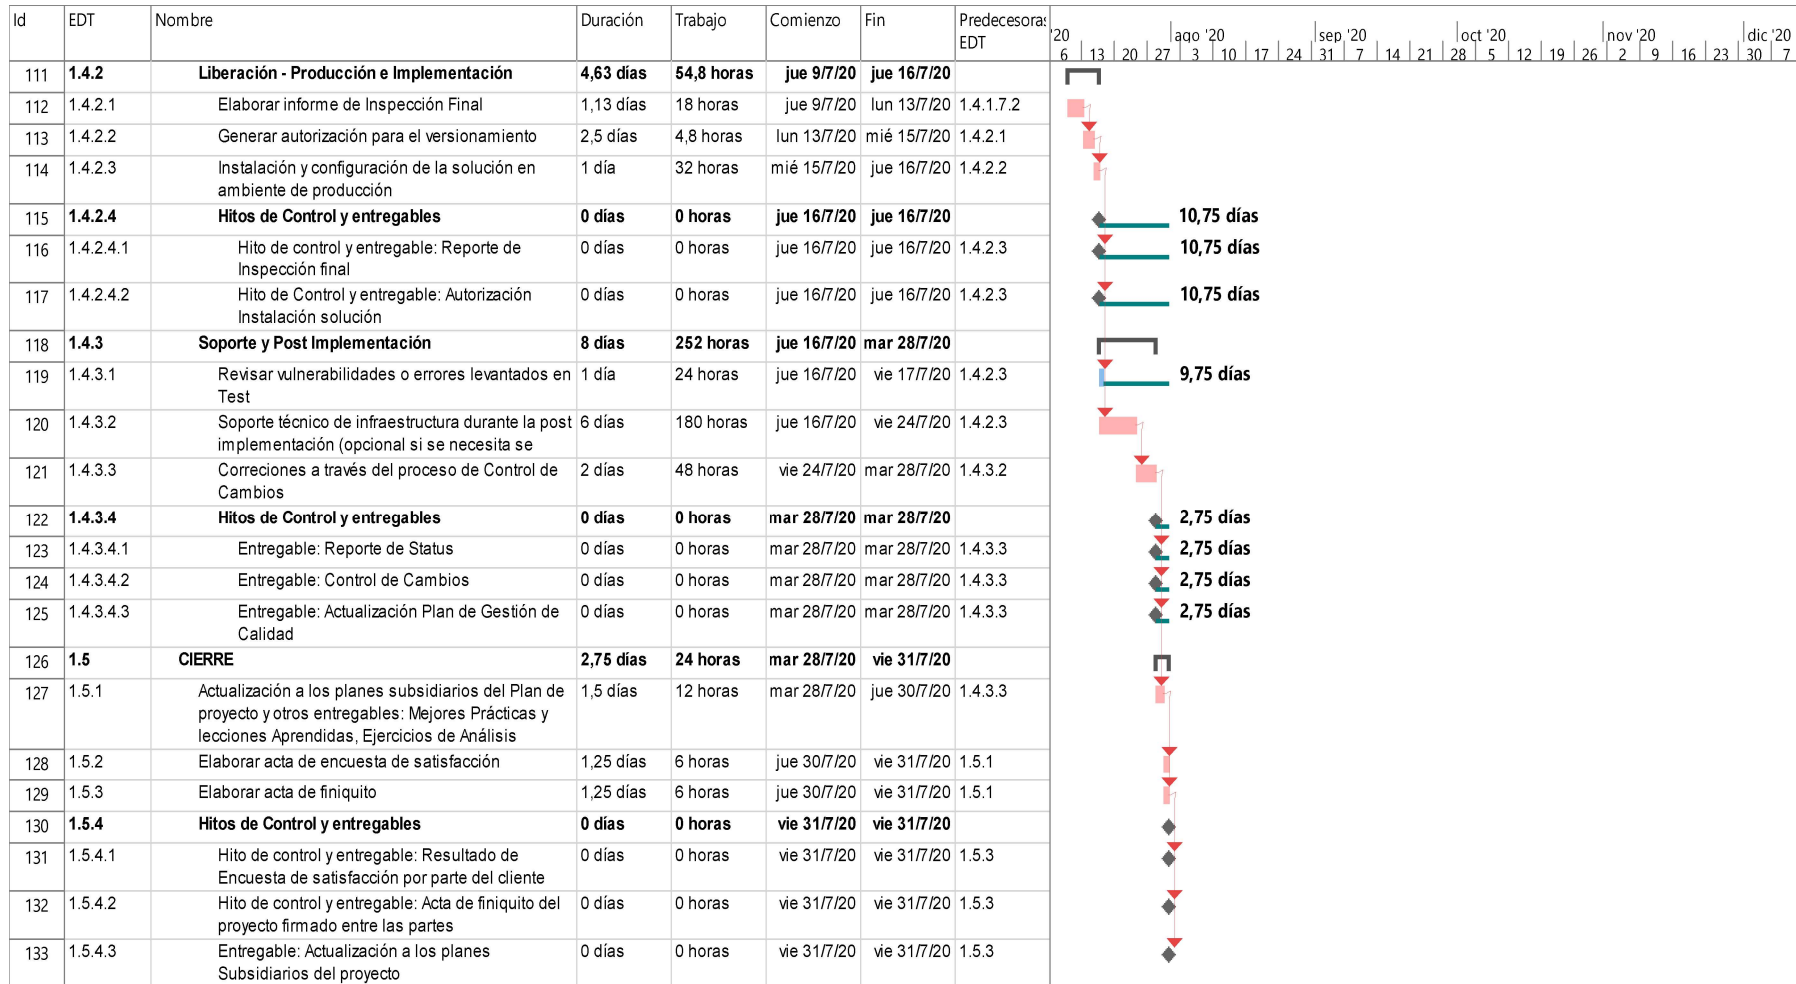 Id EDT Nombre Duración Trabajo Comienzo Fin Predecesoras
EDT
'20 ago '20 sep '20 oct '20 nov '20 dic '20
6 13 20 27 3 10 17 24 31 7 14 21 28 5 12 19 26 2 9 16 23 30 7
111 1.4.2 Liberación - Producción e Implementación 4,63 días 54,8 horas jue 9/7/20 jue 16/7/20
112 1.4.2.1 Elaborar informe de Inspección Final 1,13 días 18 horas jue 9/7/20 lun 13/7/20 1.4.1.7.2
113 1.4.2.2 Generar autorización para el versionamiento 2,5 días 4,8 horas lun 13/7/20 mié 15/7/20 1.4.2.1
114 1.4.2.3 Instalación y configuración de la solución en 1 día 32 horas mié 15/7/20 jue 16/7/20 1.4.2.2
ambiente de producción
115 1.4.2.4 Hitos de Control y entregables 0 días 0 horas jue 16/7/20 jue 16/7/20 10,75 días
116 1.4.2.4.1 Hito de control y entregable: Reporte de 0 días 0 horas jue 16/7/20 jue 16/7/20 1.4.2.3 10,75 días
Inspección final
117 1.4.2.4.2 Hito de Control y entregable: Autorización 0 días 0 horas jue 16/7/20 jue 16/7/20 1.4.2.3 10,75 días
Instalación solución
118 1.4.3 Soporte y Post Implementación 8 días 252 horas jue 16/7/20 mar 28/7/20
119 1.4.3.1 Revisar vulnerabilidades o errores levantados en 1 día 24 horas jue 16/7/20 vie 17/7/20 1.4.2.3 9,75 días
Test
120 1.4.3.2 Soporte técnico de infraestructura durante la post 6 días 180 horas jue 16/7/20 vie 24/7/20 1.4.2.3
implementación (opcional si se necesita se
121 1.4.3.3 Correciones a través del proceso de Control de 2 días 48 horas vie 24/7/20 mar 28/7/20 1.4.3.2
Cambios
122 1.4.3.4 Hitos de Control y entregables 0 días 0 horas mar 28/7/20 mar 28/7/20 2,75 días
123 1.4.3.4.1 Entregable: Reporte de Status 0 días 0 horas mar 28/7/20 mar 28/7/20 1.4.3.3 2,75 días
124 1.4.3.4.2 Entregable: Control de Cambios 0 días 0 horas mar 28/7/20 mar 28/7/20 1.4.3.3 2,75 días
125 1.4.3.4.3 Entregable: Actualización Plan de Gestión de 0 días 0 horas mar 28/7/20 mar 28/7/20 1.4.3.3 2,75 días
Calidad
126 1.5 CIERRE 2,75 días 24 horas mar 28/7/20 vie 31/7/20
127 1.5.1 Actualización a los planes subsidiarios del Plan de 1,5 días 12 horas mar 28/7/20 jue 30/7/20 1.4.3.3
proyecto y otros entregables: Mejores Prácticas y
lecciones Aprendidas, Ejercicios de Análisis
128 1.5.2 Elaborar acta de encuesta de satisfacción 1,25 días 6 horas jue 30/7/20 vie 31/7/20 1.5.1
129 1.5.3 Elaborar acta de finiquito 1,25 días 6 horas jue 30/7/20 vie 31/7/20 1.5.1
130 1.5.4 Hitos de Control y entregables 0 días 0 horas vie 31/7/20 vie 31/7/20
131 1.5.4.1 Hito de control y entregable: Resultado de 0 días 0 horas vie 31/7/20 vie 31/7/20 1.5.3
Encuesta de satisfacción por parte del cliente
132 1.5.4.2 Hito de control y entregable: Acta de finiquito del 0 días 0 horas vie 31/7/20 vie 31/7/20 1.5.3
proyecto firmado entre las partes
133 1.5.4.3 Entregable: Actualización a los planes 0 días 0 horas vie 31/7/20 vie 31/7/20 1.5.3
Subsidiarios del proyecto